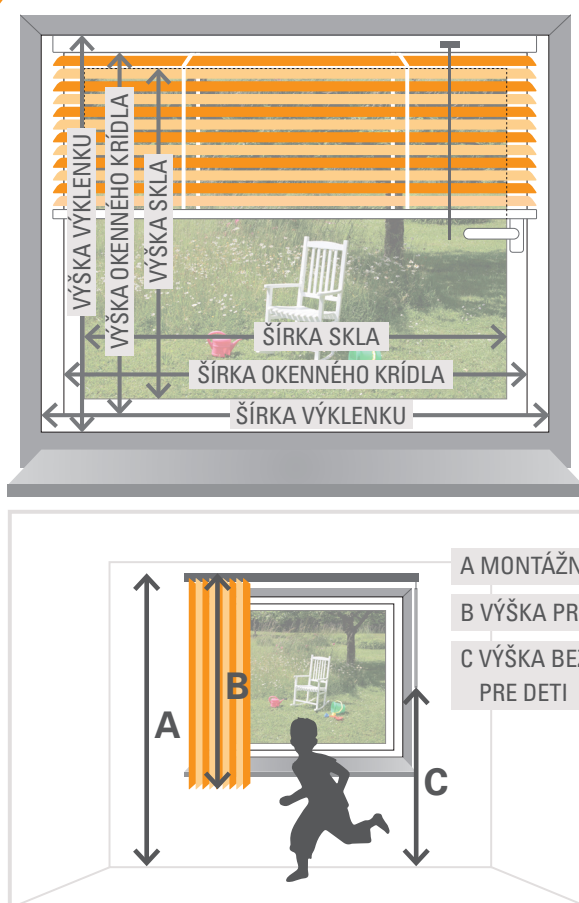 VÝŠKA VÝKLENKU
VÝŠKA OKENNÉHO KRÍDLA
VÝŠKA SKLA
ŠÍRKA SKLA
ŠÍRKA OKENNÉHO KRÍDLA
ŠÍRKA VÝKLENKU
A MONTÁŽN
B VÝŠKA PR
C VÝŠKA BEZ
PRE DETI
A
B
C